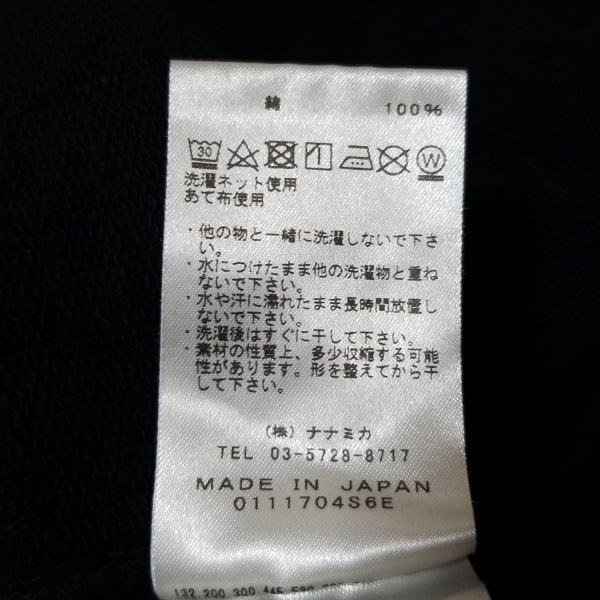 綿 100%
30 W
洗濯ネット使用
あて布使用
・他の物と一緒に洗濯しないで下さ
い。
・水につけたまま他の洗濯物と重ね
ないで下さい。
・水や汗に濡れたまま長時間放置し
ないで下さい。
・洗濯後はすぐに干して下さい。
・素材の性質上、多少収縮する可能
性があります。形を整えてから干
して下さい。
(株) ナナミカ
TEL 03-5728-8717
MADE IN JAPAN
0111704S6E
132.200.300